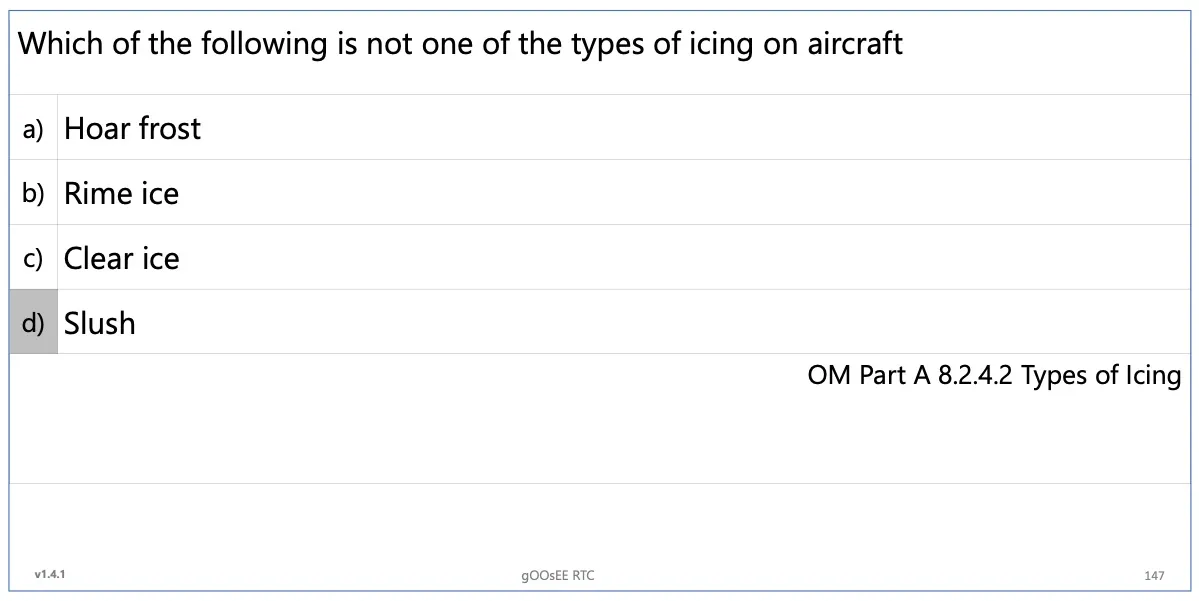 Which of the following is not one of the types of icing on aircraft
a) Hoar frost
b) Rime ice
c) Clear ice
d) Slush
OM Part A 8.2.4.2 Types of Icing
v1.4.1 gOOsEE RTC 147